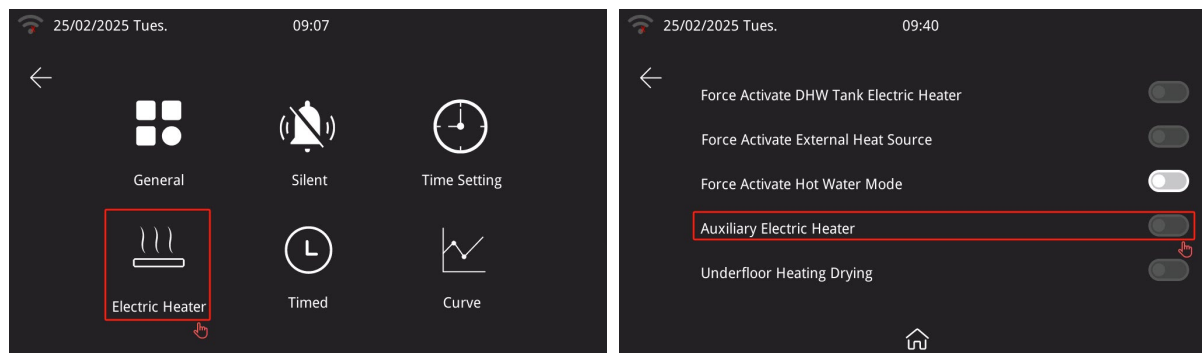 25/02/2025 Tues. 09:07
General Silent Time Setting
Electric Heater Timed Curve
25/02/2025 Tues. 09:40
Force Activate DHW Tank Electric Heater
Force Activate External Heat Source
Force Activate Hot Water Mode
Auxiliary Electric Heater
Underfloor Heating Drying